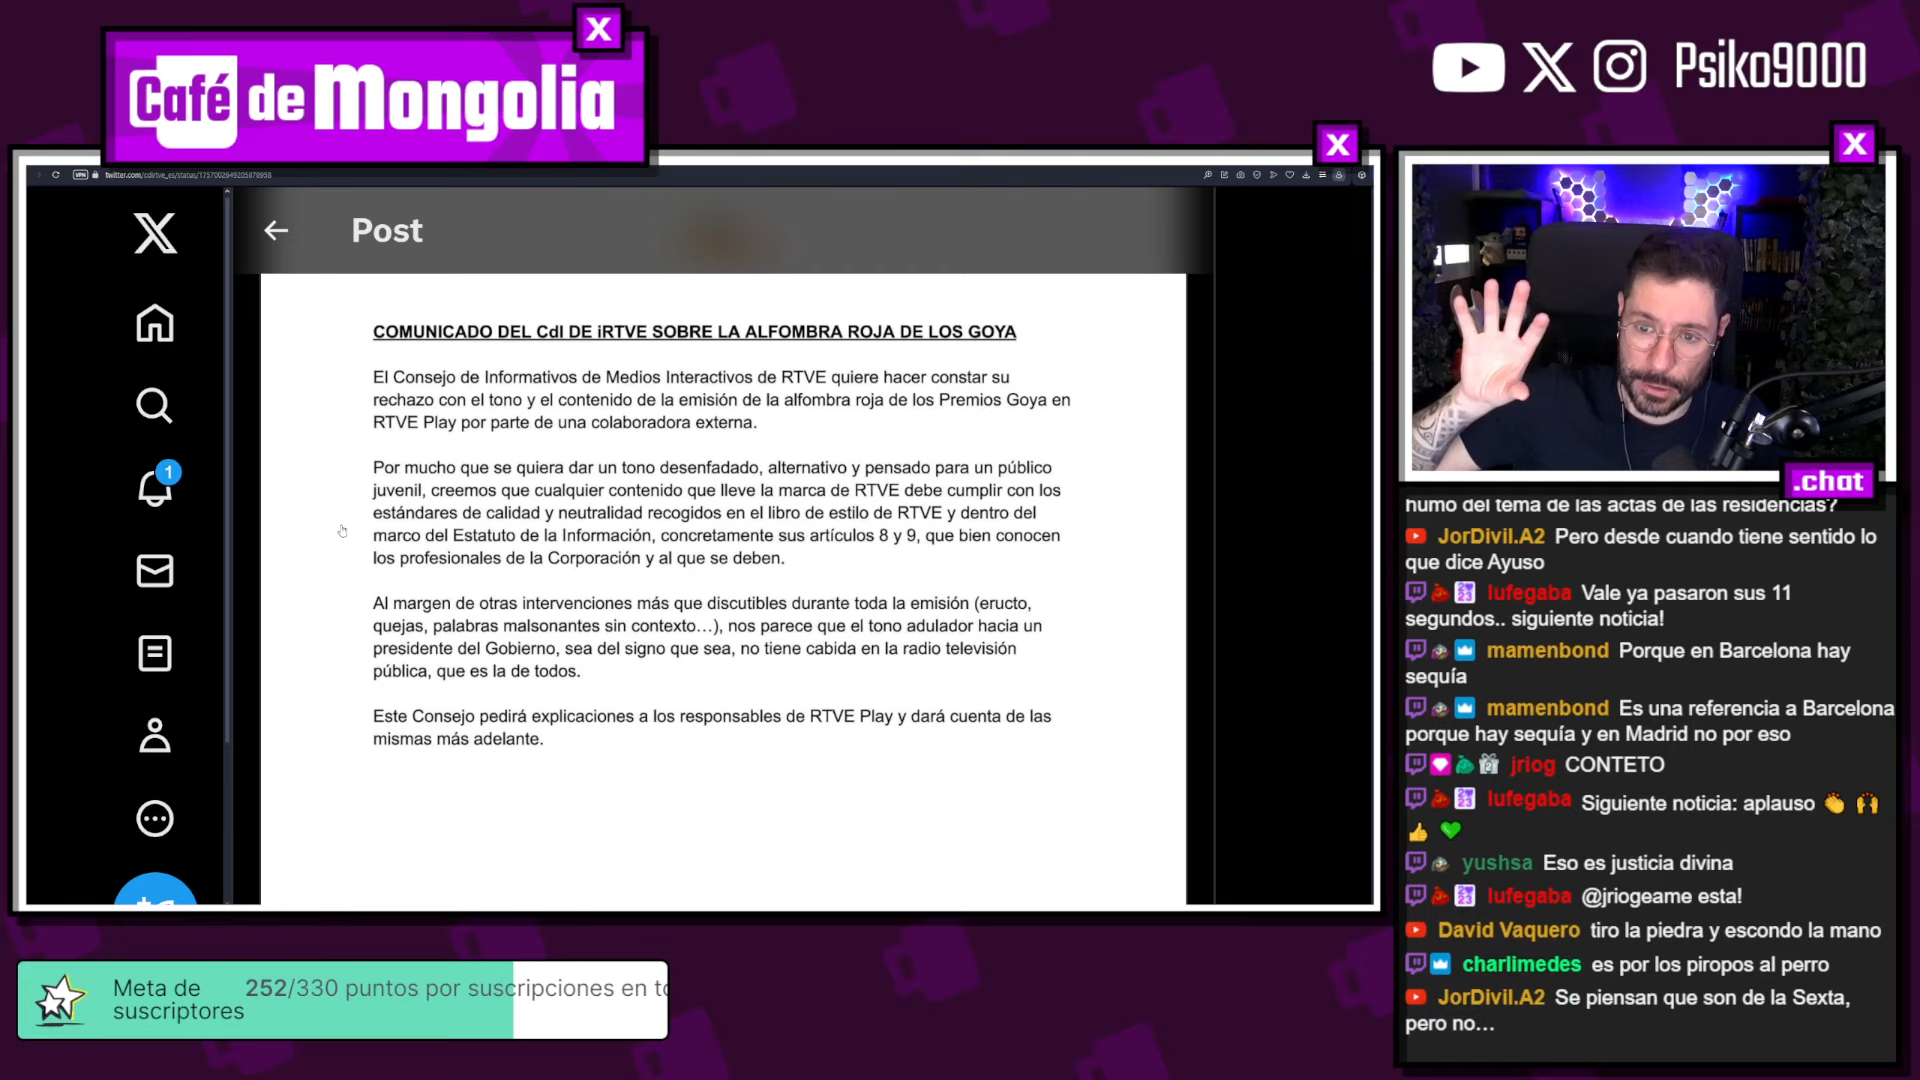 X
Café de Mongolia
Psiko9000
X
X
VPN
twitter.com/cdirtve_es/status/1757002649205878958
Post
1
COMUNICADO DEL CdI DE iRTVE SOBRE LA ALFOMBRA ROJA DE LOS GOYA
El Consejo de Informativos de Medios Interactivos de RTVE quiere hacer constar su
rechazo con el tono y el contenido de la emisión de la alfombra roja de los Premios Goya en
RTVE Play por parte de una colaboradora externa.
Por mucho que se quiera dar un tono desenfadado, alternativo y pensado para un público
juvenil, creemos que cualquier contenido que lleve la marca de RTVE debe cumplir con los
estándares de calidad y neutralidad recogidos en el libro de estilo de RTVE y dentro del
marco del Estatuto de la Información, concretamente sus artículos 8 y 9, que bien conocen
los profesionales de la Corporación y al que se deben.
Al margen de otras intervenciones más que discutibles durante toda la emisión (eructo,
quejas, palabras malsonantes sin contexto…), nos parece que el tono adulador hacia un
presidente del Gobierno, sea del signo que sea, no tiene cabida en la radio televisión
pública, que es la de todos.
Este Consejo pedirá explicaciones a los responsables de RTVE Play y dará cuenta de las
mismas más adelante.
.chat
humo del tema de las actas de las residencias?
JorDivil.A2 Pero desde cuando tiene sentido lo
que dice Ayuso
lufegaba Vale ya pasaron sus 11
segundos.. siguiente noticia!
mamenbond Porque en Barcelona hay
sequía
mamenbond Es una referencia a Barcelona
porque hay sequía y en Madrid no por eso
jriog CONTETO
lufegaba Siguiente noticia: aplauso 👏 🙌
👍 💚
yushsa Eso es justicia divina
lufegaba @jriogeame esta!
David Vaquero tiro la piedra y escondo la mano
charlimedes es por los piropos al perro
JorDivil.A2 Se piensan que son de la Sexta,
pero no…
Meta de
suscriptores
252/330 puntos por suscripciones en to